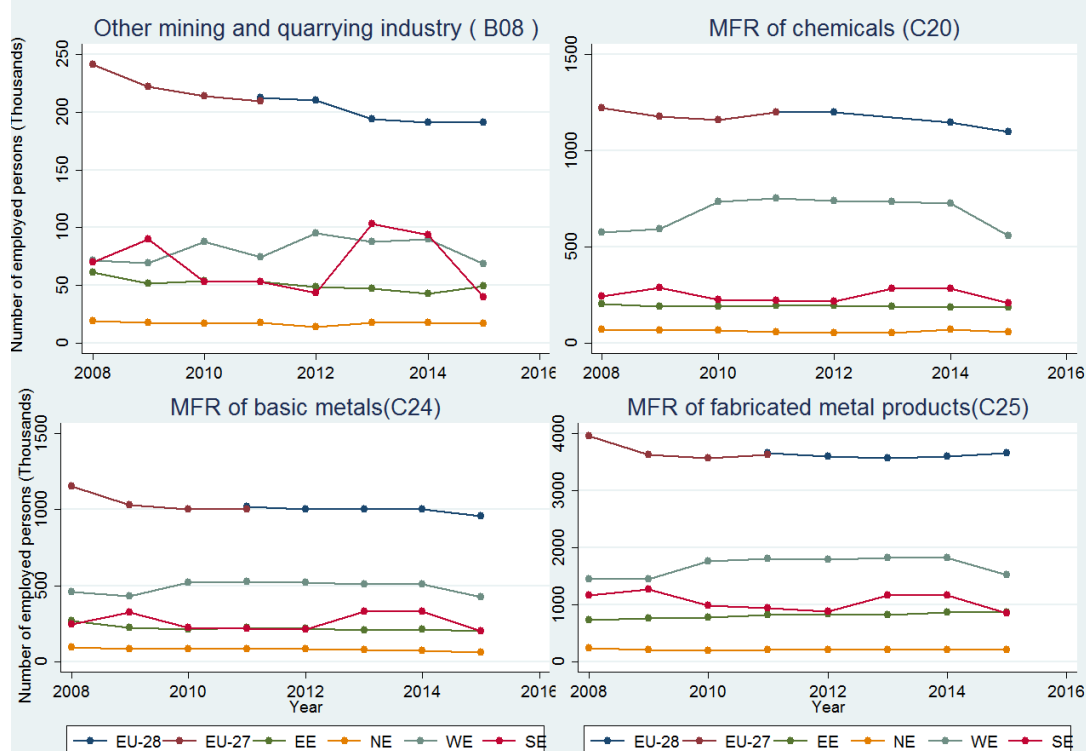 Other mining and quarrying industry ( B08 )
MFR of chemicals (C20)
Number of employed persons (Thousands)
250
200
150
100
50
0
2008 2010 2012 2014 2016
1500
1000
500
0
2008 2010 2012 2014 2016
MFR of basic metals(C24)
MFR of fabricated metal products(C25)
Number of employed persons (Thousands)
1500
1000
500
0
2008 2010 2012 2014 2016
Year
4000
3000
2000
1000
0
2008 2010 2012 2014 2016
Year
EU-28 EU-27 EE NE WE SE
EU-28 EU-27 EE NE WE SE